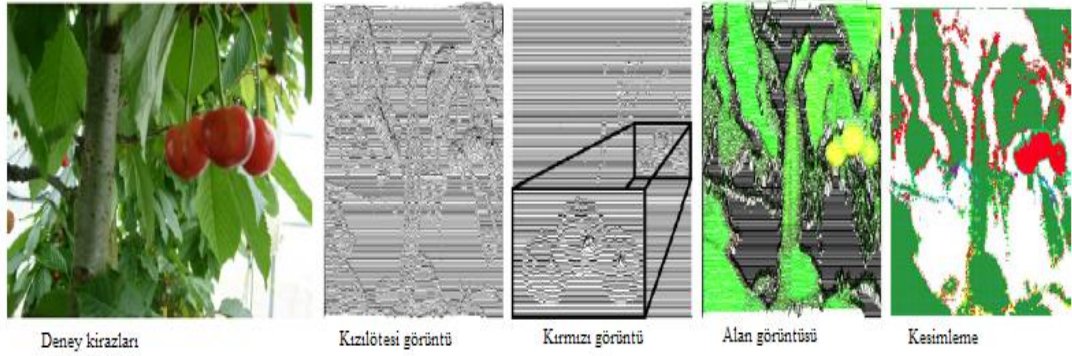 Deney kirazları
Kızılötesi görüntü
Kırmızı görüntü
Alan görüntüsü
Kesimleme